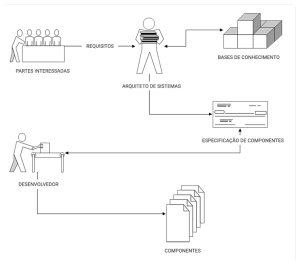 REQUISITOS
PARTES INTERESSADAS
BASES DE CONHECIMENTO
ARQUITETO DE SISTEMAS
ESPECIFICAÇÃO DE COMPONENTES
DESENVOLVEDOR
COMPONENTES